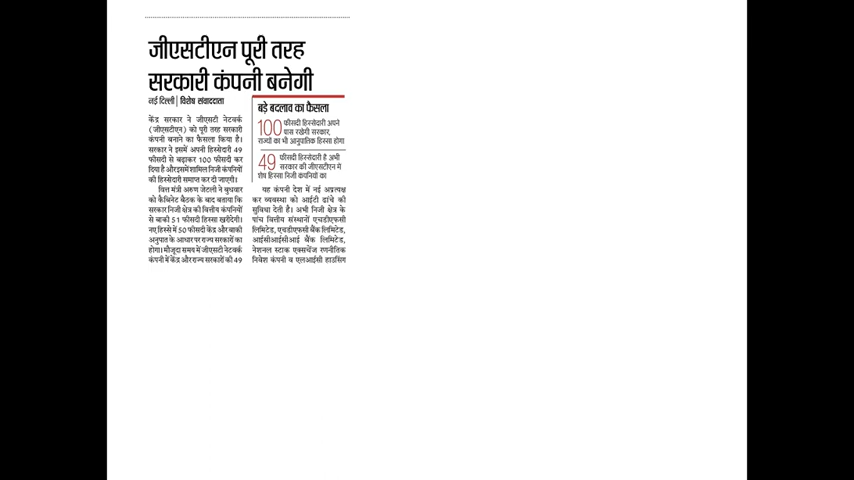 जीएसटीएन पूरी तरह
सरकारी कंपनी बनेगी
नई दिल्ली | विशेष संवाददाता
केंद्र सरकार ने जीएसटी नेटवर्क
(जीएसटीएन) को पूरी तरह सरकारी
कंपनी बनाने का फैसला किया है।
सरकार ने इसमें अपनी हिस्सेदारी 49
फीसदी से बढ़ाकर 100 फीसदी कर
दिया है और इसमें शामिल निजी कंपनियों
की हिस्सेदारी समाप्त कर दी जाएगी।
वित्त मंत्री अरुण जेटली ने बुधवार
को कैबिनेट बैठक के बाद बताया कि
सरकार निजी क्षेत्र की वित्तीय कंपनियों
से बाकी 51 फीसदी हिस्सा खरीदेगी।
नए हिस्से में 50 फीसदी केंद्र और बाकी
अनुपात के आधार पर राज्य सरकारों का
होगा। मौजूदा समय में जीएसटी नेटवर्क
कंपनी में केंद्र और राज्य सरकारों की 49
बड़े बदलाव का फैसला
100 फीसदी हिस्सेदारी अपने
पास रखेगी सरकार,
राज्यों का भी आनुपातिक हिस्सा होगा
49 फीसदी हिस्सेदारी है अभी
सरकार की जीएसटीएन में
शेष हिस्सा निजी कंपनियों का
यह कंपनी देश में नई अप्रत्यक्ष
कर व्यवस्था को आईटी ढांचे की
सुविधा देती है। अभी निजी क्षेत्र के
पांच वित्तीय संस्थानों एचडीएफसी
लिमिटेड, एचडीएफसी बैंक लिमिटेड,
आईसीआईसीआई बैंक लिमिटेड,
नेशनल स्टाक एक्सचेंज रणनीतिक
निवेश कंपनी व एलआईसी हाउसिंग